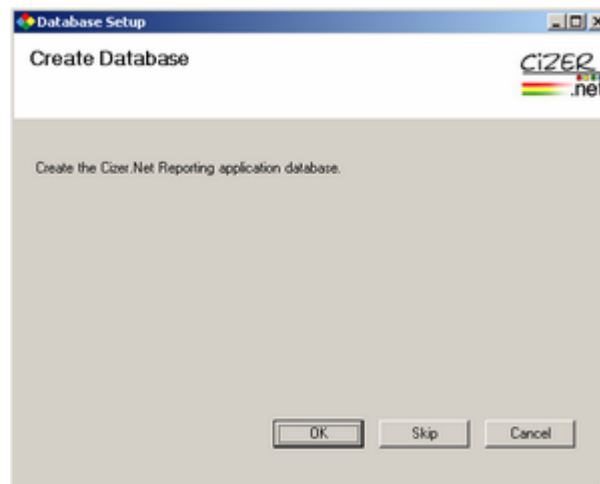 Database Setup
Create Database
CiZER
.net
Create the Cizer.Net Reporting application database.
OK
Skip
Cancel